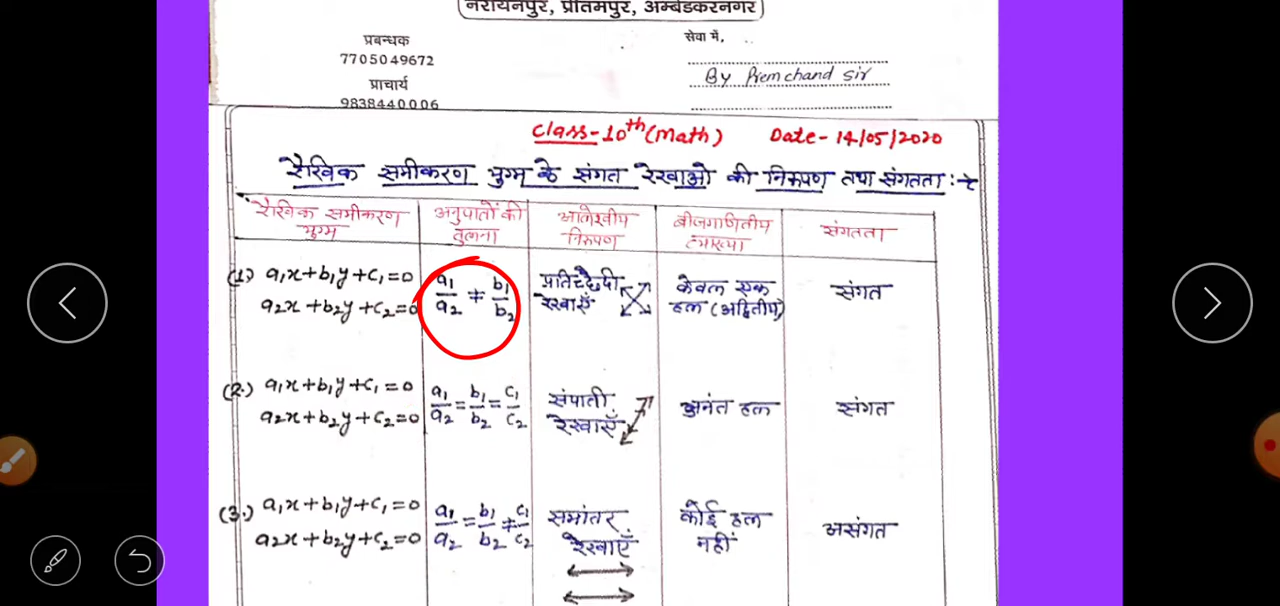 नरायनपुर, प्रीतमपुर, अम्बेडकरनगर
प्रबन्धक
7705049672
प्राचार्य
9838440006
सेवा में,
By Premchand sir
Class-10th (Math) Date- 14/05/2020
रैखिक समीकरण युग्म के संगत रेखाओ की निरूपण तथा संगतता :-
रैखिक समीकरण युग्म
अनुपातों की तुलना
आलेखीय निरूपण
बीजगणितीय व्याख्या
संगतता
(1) a₁x+b₁y+c₁=0
a₂x+b₂y+c₂=0
a₁/a₂ ≠ b₁/b₂
प्रतिच्छेदी
रेखाएँ
केवल एक
हल (अद्वितीय)
संगत
(2.) a₁x+b₁y+c₁=0
a₂x+b₂y+c₂=0
a₁/a₂ = b₁/b₂ = c₁/c₂
संपाती
रेखाएँ
अनंत हल
संगत
(3.) a₁x+b₁y+c₁=0
a₂x+b₂y+c₂=0
a₁/a₂ = b₁/b₂ ≠ c₁/c₂
समांतर
रेखाएँ
कोई हल
नहीं
असंगत